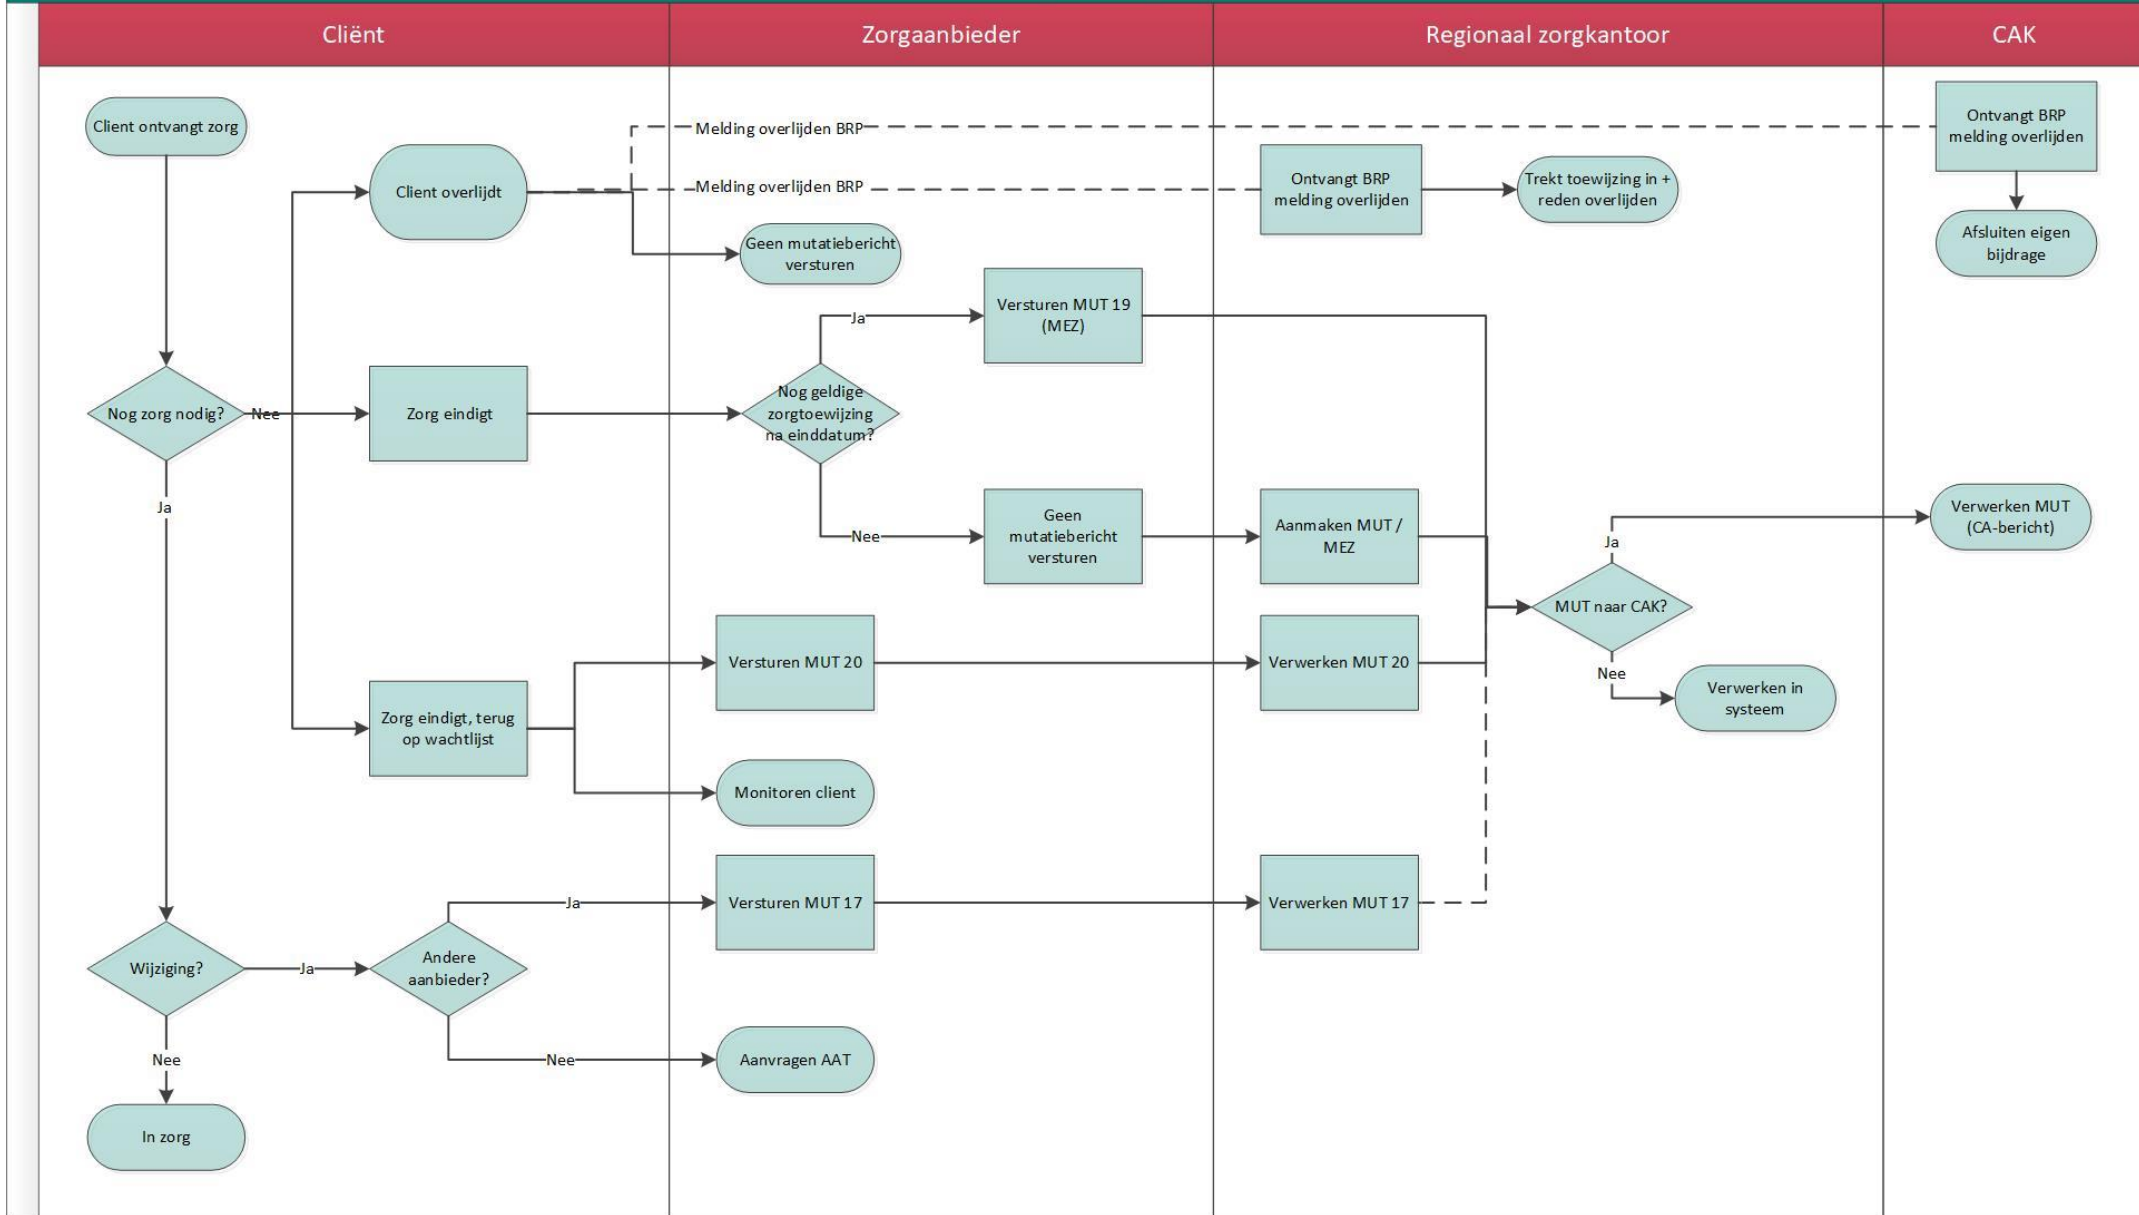 Cliënt
Zorgaanbieder
Regionaal zorgkantoor
CAK
Client ontvangt zorg
Melding overlijden BRP
Ontvangt BRP
melding overlijden
Client overlijdt
Melding overlijden BRP
Ontvangt BRP
melding overlijden
Trekt toewijzing in +
reden overlijden
Geen mutatiebericht
versturen
Afsluiten eigen
bijdrage
Ja
Versturen MUT 19
(MEZ)
Nog zorg nodig?
Nee
Zorg eindigt
Nog geldige
zorgtoewijzing
na einddatum?
Ja
Nee
Geen
mutatiebericht
versturen
Aanmaken MUT /
MEZ
Ja
Verwerken MUT
(CA-bericht)
MUT naar CAK?
Nee
Verwerken in
systeem
Zorg eindigt, terug
op wachtlijst
Versturen MUT 20
Verwerken MUT 20
Monitoren client
Ja
Versturen MUT 17
Verwerken MUT 17
Wijziging?
Ja
Andere
aanbieder?
Nee
Nee
Aanvragen AAT
In zorg